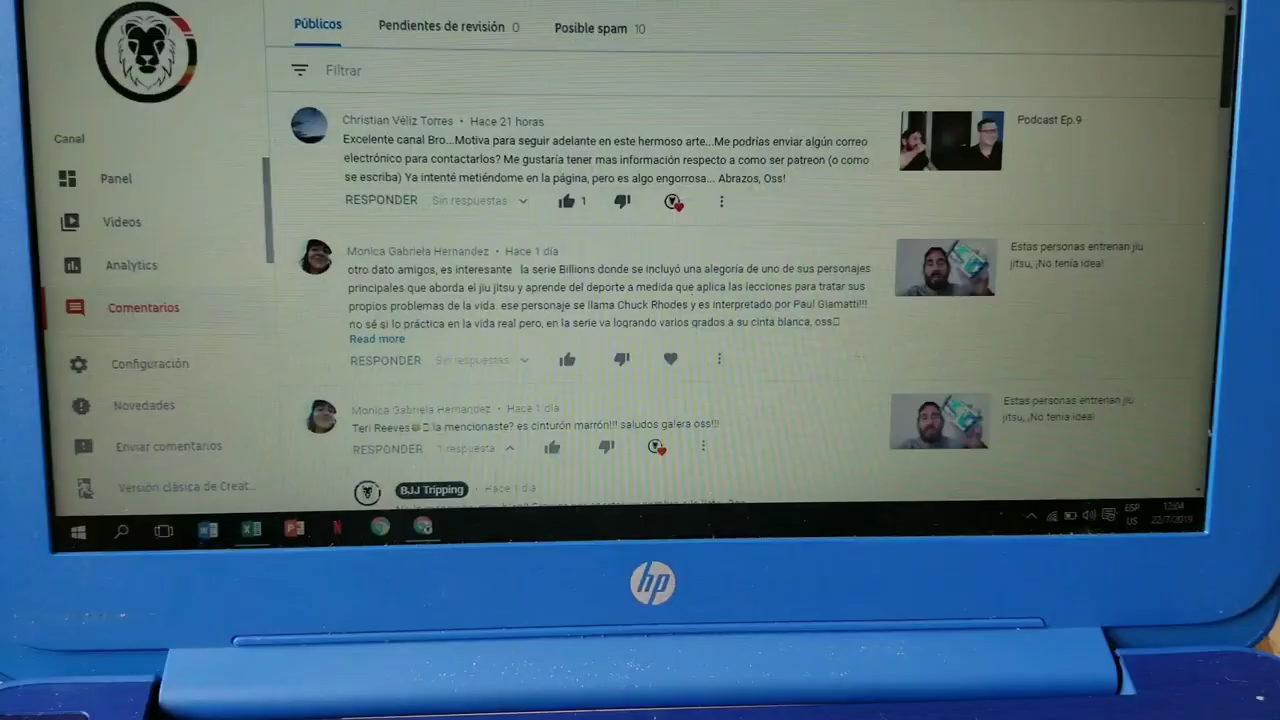 Públicos
Pendientes de revisión 0
Posible spam 10
Filtrar
Canal
Panel
Videos
Analytics
Comentarios
Configuración
Novedades
Enviar comentarios
Versión clásica de Creat...
Christian Véliz Torres • Hace 21 horas
Excelente canal Bro...Motiva para seguir adelante en este hermoso arte...Me podrías enviar algún correo
electrónico para contactarlos? Me gustaría tener mas información respecto a como ser patreon (o como
se escriba) Ya intenté metiéndome en la página, pero es algo engorrosa... Abrazos, Oss!
RESPONDER Sin respuestas 1
Podcast Ep.9
Monica Gabriela Hernandez • Hace 1 día
otro dato amigos, es interesante la serie Billions donde se incluyó una alegoría de uno de sus personajes
principales que aborda el jiu jitsu y aprende del deporte a medida que aplica las lecciones para tratar sus
propios problemas de la vida. ese personaje se llama Chuck Rhodes y es interpretado por Paul Giamatti!!!
no sé si lo práctica en la vida real pero, en la serie va logrando varios grados a su cinta blanca, oss
Read more
RESPONDER Sin respuestas
Estas personas entrenan jiu
jitsu, ¡No tenía idea!
Monica Gabriela Hernandez • Hace 1 día
Teri Reeves la mencionaste? es cinturón marrón!!! saludos galera oss!!!
RESPONDER 1 respuesta
Estas personas entrenan jiu
jitsu, ¡No tenía idea!
BJJ Tripping • Hace 1 día
ESP
US
12:04
22/7/2019
hp